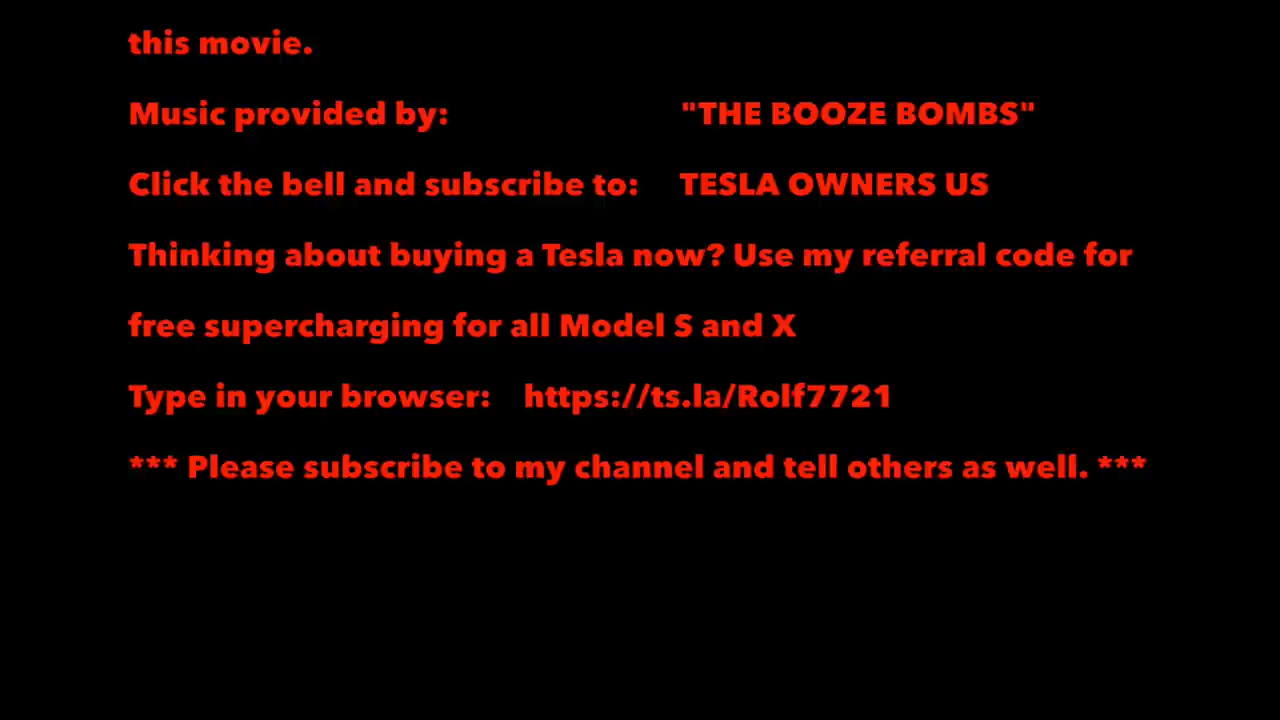 this movie.
Music provided by: "THE BOOZE BOMBS"
Click the bell and subscribe to: TESLA OWNERS US
Thinking about buying a Tesla now? Use my referral code for
free supercharging for all Model S and X
Type in your browser: https://ts.la/Rolf7721
*** Please subscribe to my channel and tell others as well. ***